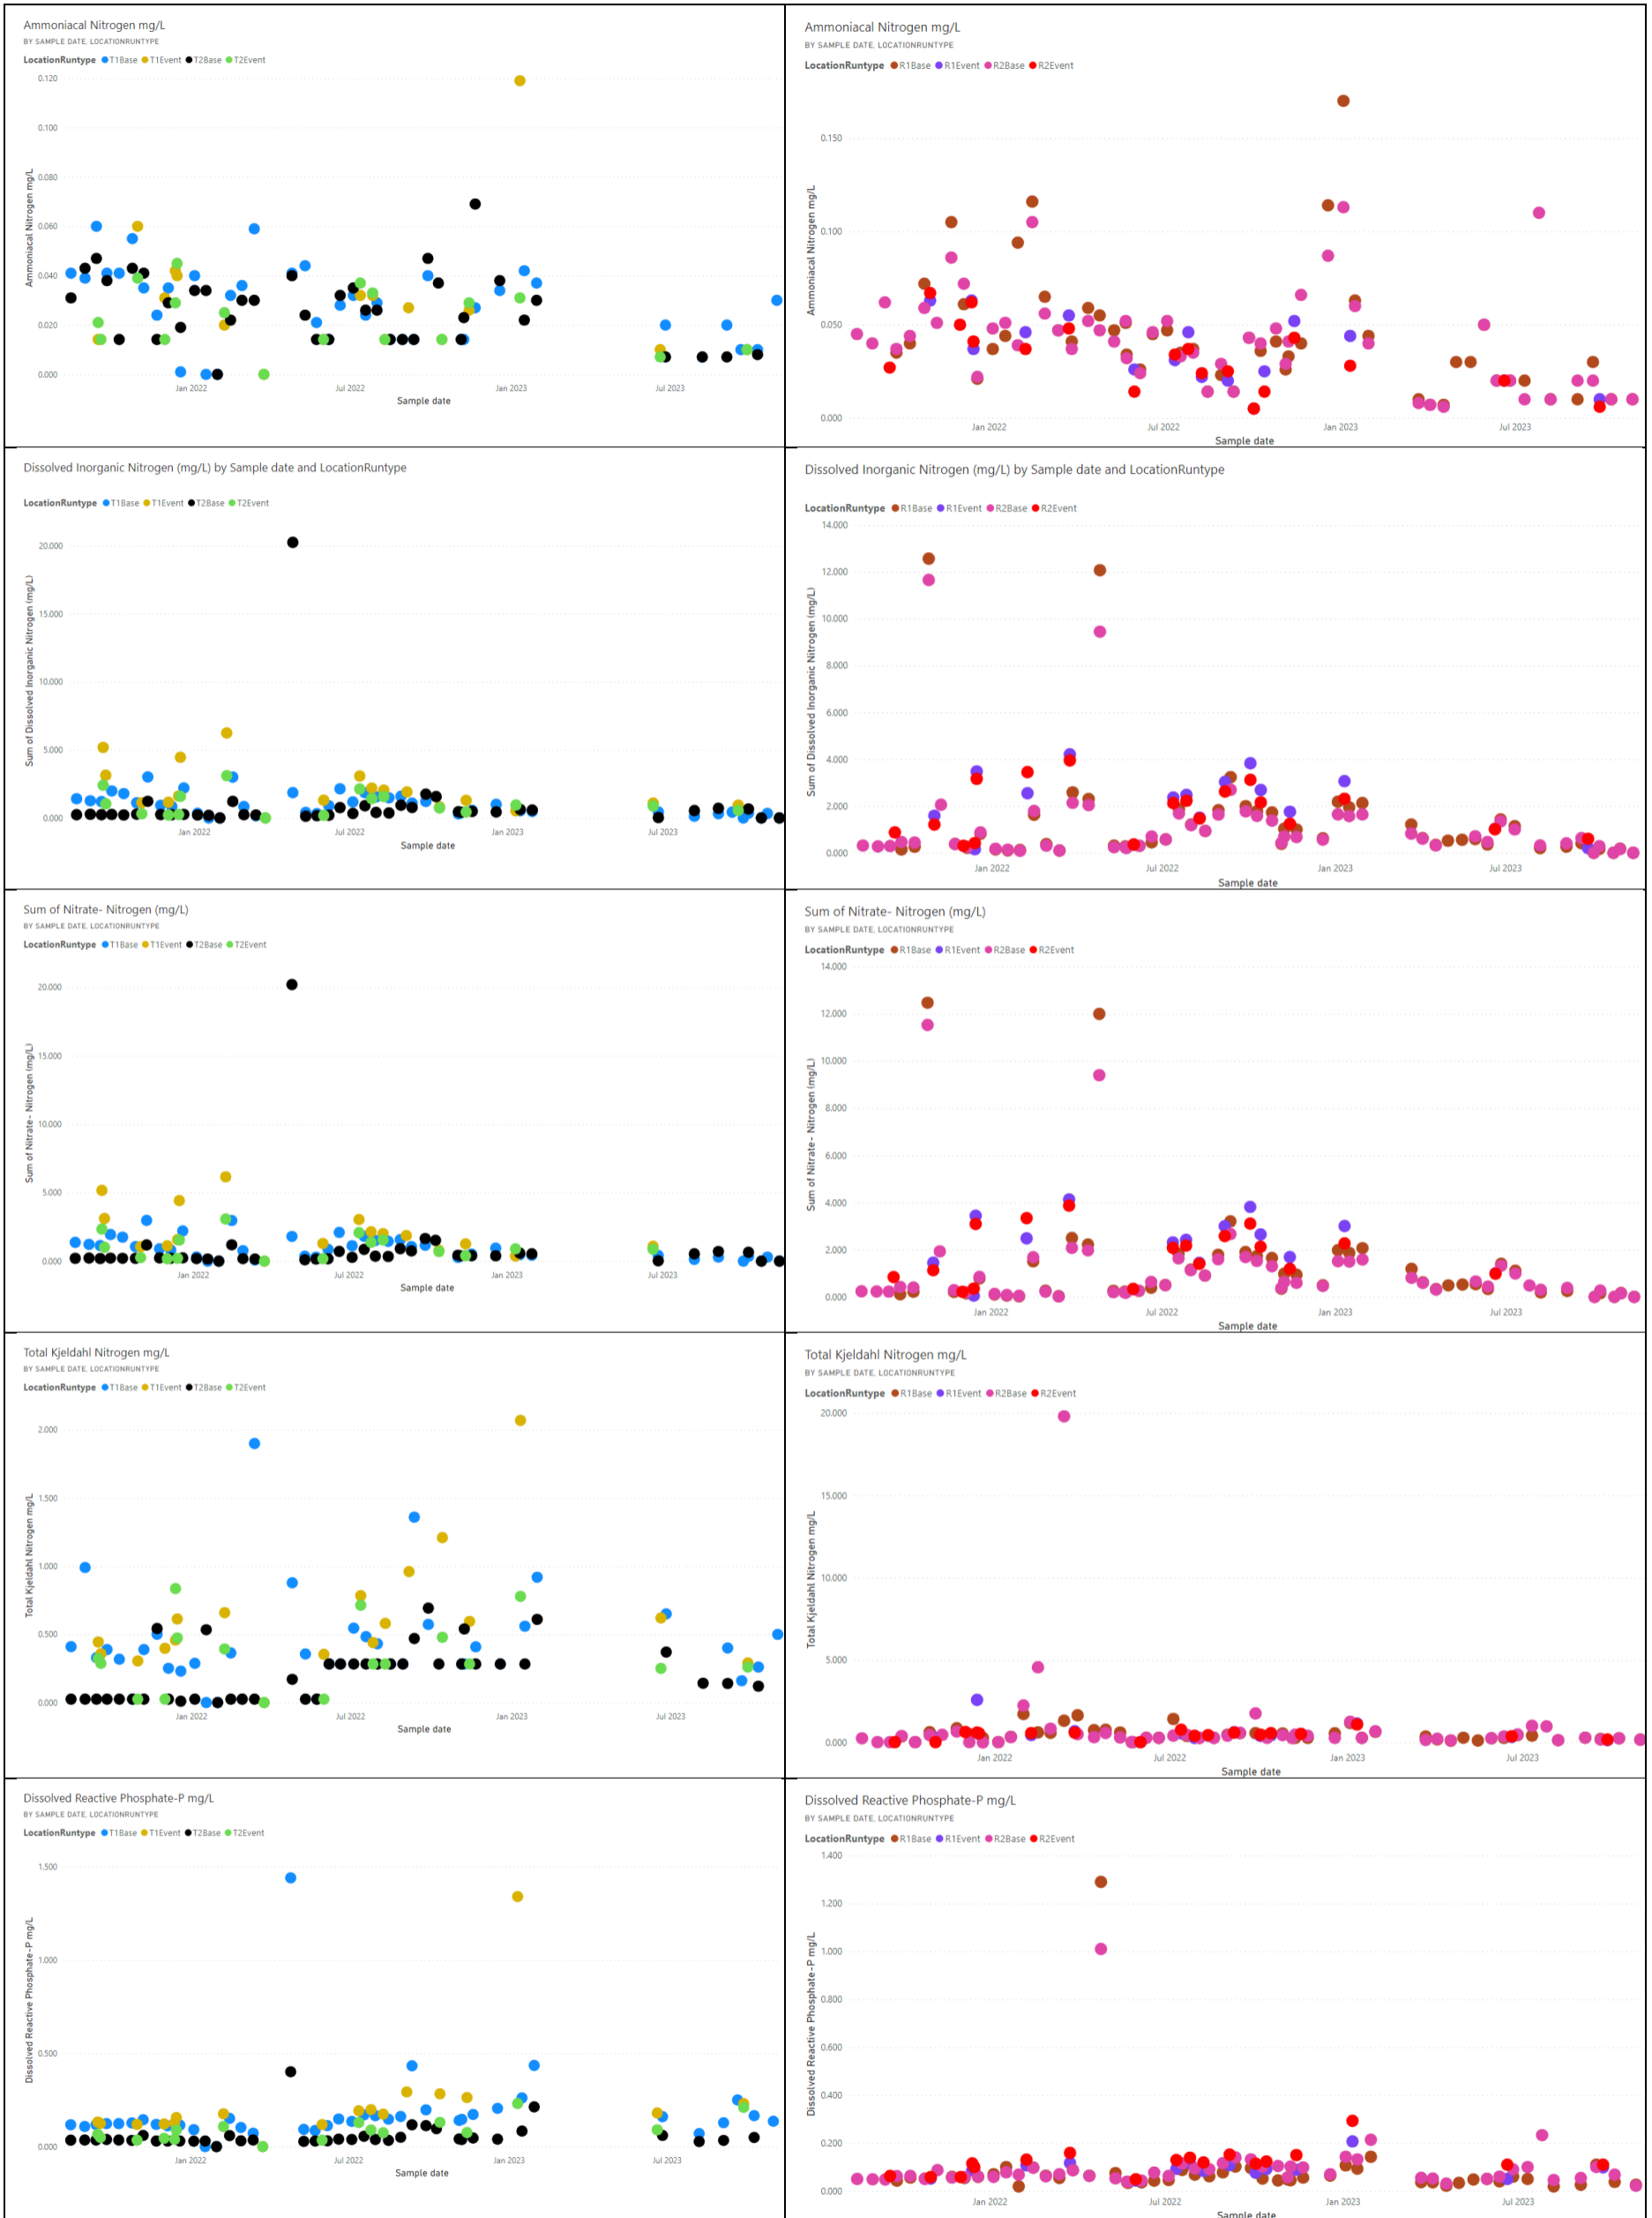 Ammoniacal Nitrogen mg/L
BY SAMPLE DATE, LOCATIONRUNTYPE
LocationRuntype T1Base T1Event T2Base T2Event
0.120
0.100
0.080
0.060
0.040
0.020
0.000
Ammoniacal Nitrogen mg/L
Jan 2022 Jul 2022 Jan 2023 Jul 2023
Sample date
Ammoniacal Nitrogen mg/L
BY SAMPLE DATE, LOCATIONRUNTYPE
LocationRuntype R1Base R1Event R2Base R2Event
0.150
0.100
0.050
0.000
Ammoniacal Nitrogen mg/L
Jan 2022 Jul 2022 Jan 2023 Jul 2023
Sample date
Dissolved Inorganic Nitrogen (mg/L) by Sample date and LocationRuntype
LocationRuntype T1Base T1Event T2Base T2Event
20.000
15.000
10.000
5.000
0.000
Sum of Dissolved Inorganic Nitrogen (mg/L)
Jan 2022 Jul 2022 Jan 2023 Jul 2023
Sample date
Dissolved Inorganic Nitrogen (mg/L) by Sample date and LocationRuntype
LocationRuntype R1Base R1Event R2Base R2Event
14.000
12.000
10.000
8.000
6.000
4.000
2.000
0.000
Sum of Dissolved Inorganic Nitrogen (mg/L)
Jan 2022 Jul 2022 Jan 2023 Jul 2023
Sample date
Sum of Nitrate- Nitrogen (mg/L)
BY SAMPLE DATE, LOCATIONRUNTYPE
LocationRuntype T1Base T1Event T2Base T2Event
20.000
15.000
10.000
5.000
0.000
Sum of Nitrate- Nitrogen (mg/L)
Jan 2022 Jul 2022 Jan 2023 Jul 2023
Sample date
Sum of Nitrate- Nitrogen (mg/L)
BY SAMPLE DATE, LOCATIONRUNTYPE
LocationRuntype R1Base R1Event R2Base R2Event
14.000
12.000
10.000
8.000
6.000
4.000
2.000
0.000
Sum of Nitrate- Nitrogen (mg/L)
Jan 2022 Jul 2022 Jan 2023 Jul 2023
Sample date
Total Kjeldahl Nitrogen mg/L
BY SAMPLE DATE, LOCATIONRUNTYPE
LocationRuntype T1Base T1Event T2Base T2Event
2.000
1.500
1.000
0.500
0.000
Total Kjeldahl Nitrogen mg/L
Jan 2022 Jul 2022 Jan 2023 Jul 2023
Sample date
Total Kjeldahl Nitrogen mg/L
BY SAMPLE DATE, LOCATIONRUNTYPE
LocationRuntype R1Base R1Event R2Base R2Event
20.000
15.000
10.000
5.000
0.000
Total Kjeldahl Nitrogen mg/L
Jan 2022 Jul 2022 Jan 2023 Jul 2023
Sample date
Dissolved Reactive Phosphate-P mg/L
BY SAMPLE DATE, LOCATIONRUNTYPE
LocationRuntype T1Base T1Event T2Base T2Event
1.500
1.000
0.500
0.000
Dissolved Reactive Phosphate-P mg/L
Jan 2022 Jul 2022 Jan 2023 Jul 2023
Sample date
Dissolved Reactive Phosphate-P mg/L
BY SAMPLE DATE, LOCATIONRUNTYPE
LocationRuntype R1Base R1Event R2Base R2Event
1.400
1.200
1.000
0.800
0.600
0.400
0.200
0.000
Dissolved Reactive Phosphate-P mg/L
Jan 2022 Jul 2022 Jan 2023 Jul 2023
Sample date